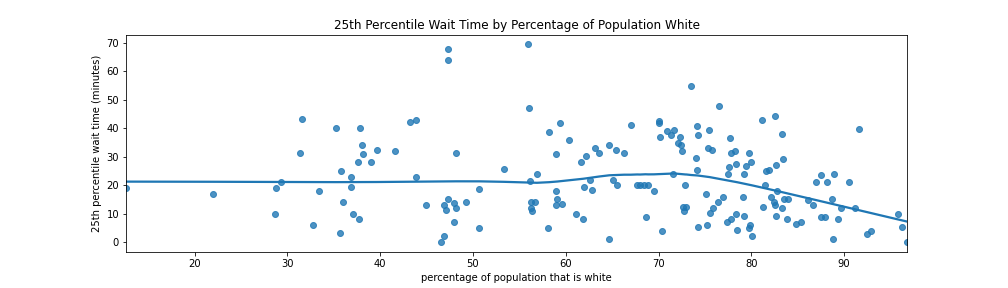 25th Percentile Wait Time by Percentage of Population White
25th percentile wait time (minutes)
70
60
50
40
30
20
10
0
20 30 40 50 60 70 80 90
percentage of population that is white